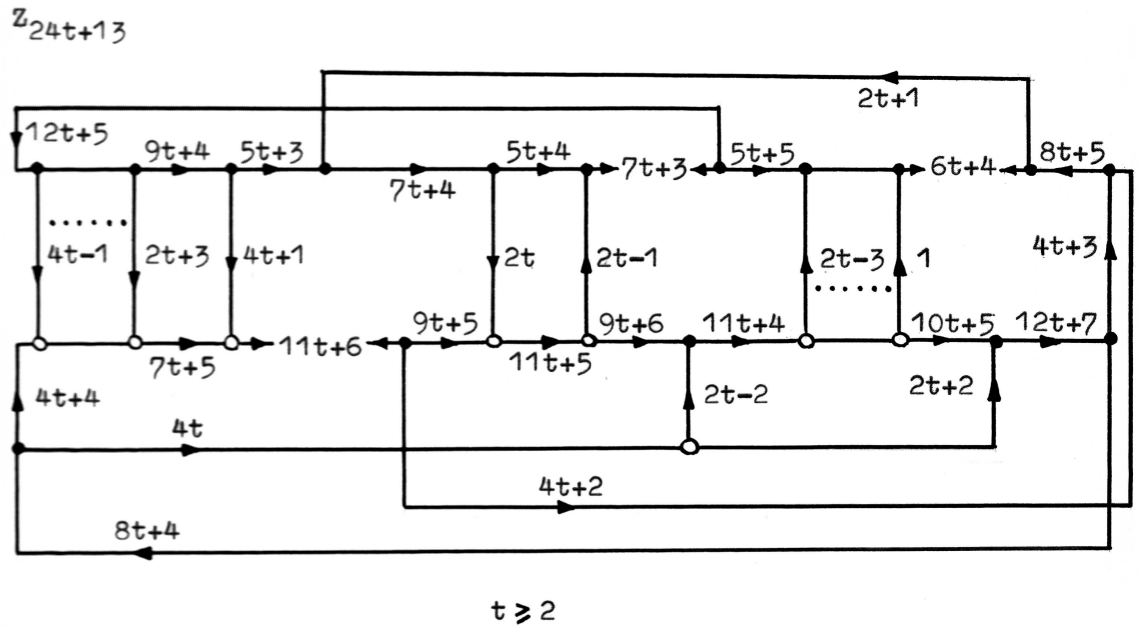 Z24t+13
2t+1
12t+5
9t+4 5t+3 7t+4 5t+4 7t+3 5t+5 6t+4 8t+5
4t-1 2t+3 4t+1 2t 2t-1 2t-3 1 4t+3
7t+5 11t+6 9t+5 11t+5 9t+6 11t+4 10t+5 12t+7
4t+4 2t-2 2t+2
4t
4t+2
8t+4
t ⩾ 2